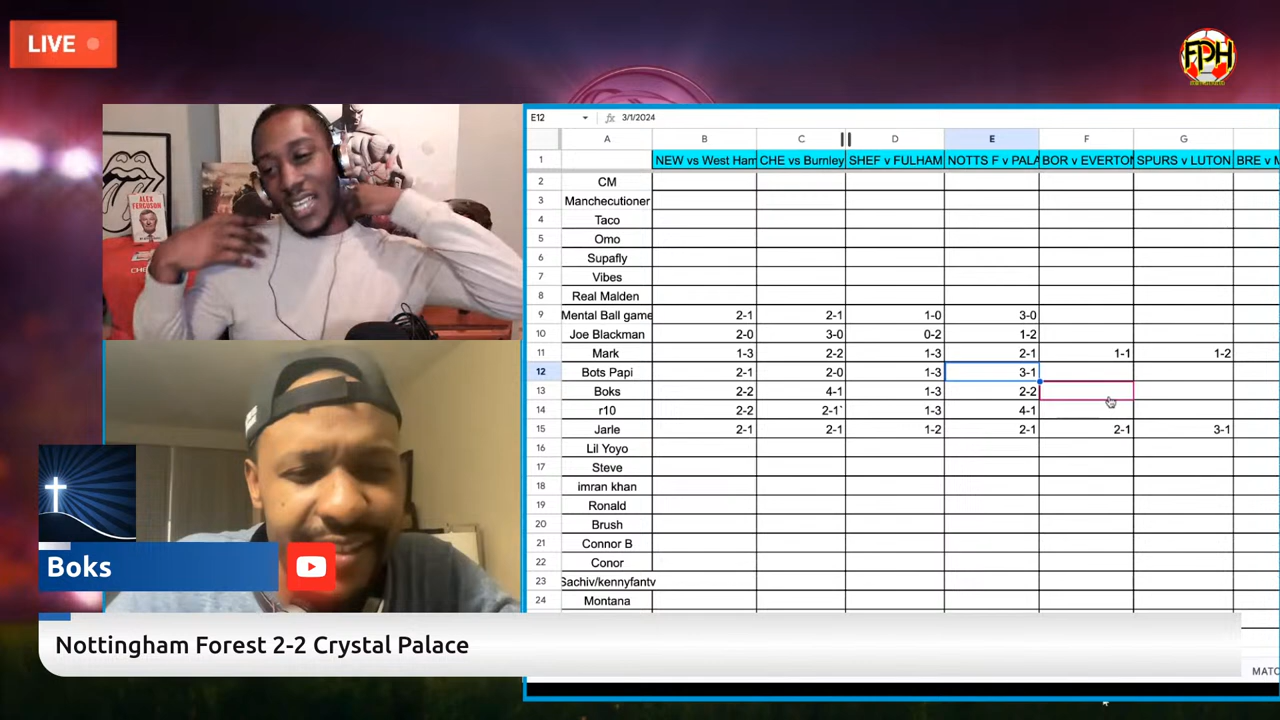 LIVE
FPH
ALEX
FERGUSON
E12 fx 3/1/2024
A B C D E F G
1 NEW vs West Ham CHE vs Burnley SHEF v FULHAM NOTTS F v PALA BOR v EVERTON SPURS v LUTON BRE v M
2 CM
3 Manchecutioner
4 Taco
5 Omo
6 Supafly
7 Vibes
8 Real Malden
9 Mental Ball game 2-1 2-1 1-0 3-0
10 Joe Blackman 2-0 3-0 0-2 1-2
11 Mark 1-3 2-2 1-3 2-1 1-1 1-2
12 Bots Papi 2-1 2-0 1-3 3-1
13 Boks 2-2 4-1 1-3 2-2
14 r10 2-2 2-1` 1-3 4-1
15 Jarle 2-1 2-1 1-2 2-1 2-1 3-1
16 Lil Yoyo
17 Steve
18 imran khan
19 Ronald
20 Brush
21 Connor B
22 Conor
23 Sachiv/kennyfantv
24 Montana
MATC
Boks
Nottingham Forest 2-2 Crystal Palace